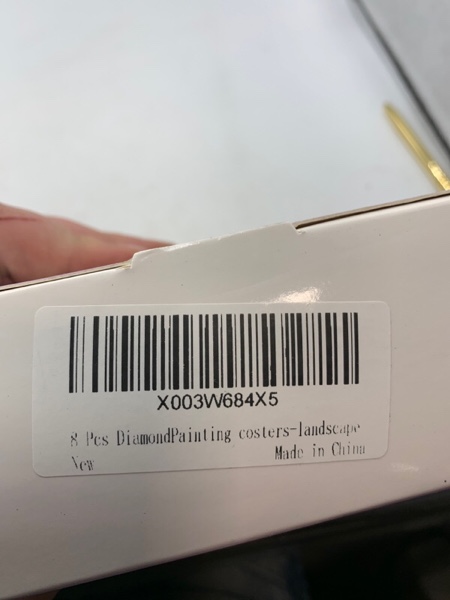 X003W684X5
8 Pcs DiamondPainting costers-landscape
New
Made in China